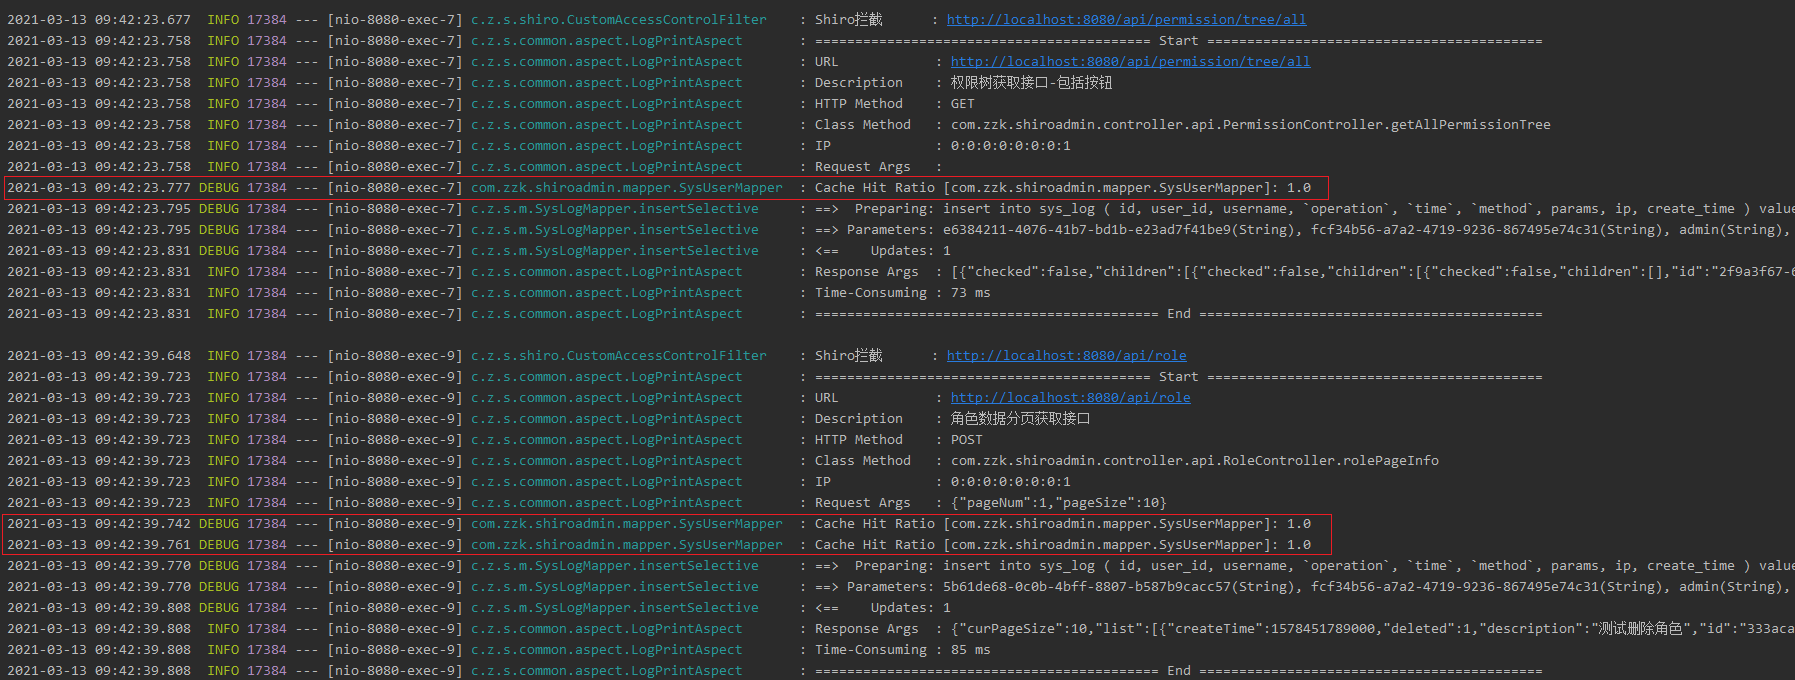 2021-03-13 09:42:23.677  INFO 17384 --- [nio-8080-exec-7] c.z.s.shiro.CustomAccessControlFilter    : Shiro拦截      : http://localhost:8080/api/permission/tree/all
2021-03-13 09:42:23.758  INFO 17384 --- [nio-8080-exec-7] c.z.s.common.aspect.LogPrintAspect       : ========================================== Start ==========================================
2021-03-13 09:42:23.758  INFO 17384 --- [nio-8080-exec-7] c.z.s.common.aspect.LogPrintAspect       : URL            : http://localhost:8080/api/permission/tree/all
2021-03-13 09:42:23.758  INFO 17384 --- [nio-8080-exec-7] c.z.s.common.aspect.LogPrintAspect       : Description    : 权限树获取接口-包括按钮
2021-03-13 09:42:23.758  INFO 17384 --- [nio-8080-exec-7] c.z.s.common.aspect.LogPrintAspect       : HTTP Method    : GET
2021-03-13 09:42:23.758  INFO 17384 --- [nio-8080-exec-7] c.z.s.common.aspect.LogPrintAspect       : Class Method   : com.zzk.shiroadmin.controller.api.PermissionController.getAllPermissionTree
2021-03-13 09:42:23.758  INFO 17384 --- [nio-8080-exec-7] c.z.s.common.aspect.LogPrintAspect       : IP             : 0:0:0:0:0:0:0:1
2021-03-13 09:42:23.758  INFO 17384 --- [nio-8080-exec-7] c.z.s.common.aspect.LogPrintAspect       : Request Args   :
2021-03-13 09:42:23.777 DEBUG 17384 --- [nio-8080-exec-7] com.zzk.shiroadmin.mapper.SysUserMapper  : Cache Hit Ratio [com.zzk.shiroadmin.mapper.SysUserMapper]: 1.0
2021-03-13 09:42:23.795 DEBUG 17384 --- [nio-8080-exec-7] c.z.s.m.SysLogMapper.insertSelective     : ==>  Preparing: insert into sys_log ( id, user_id, username, `operation`, `time`, `method`, params, ip, create_time ) value
2021-03-13 09:42:23.795 DEBUG 17384 --- [nio-8080-exec-7] c.z.s.m.SysLogMapper.insertSelective     : ==> Parameters: e6384211-4076-41b7-bd1b-e23ad7f41be9(String), fcf34b56-a7a2-4719-9236-867495e74c31(String), admin(String),
2021-03-13 09:42:23.831 DEBUG 17384 --- [nio-8080-exec-7] c.z.s.m.SysLogMapper.insertSelective     : <==    Updates: 1
2021-03-13 09:42:23.831  INFO 17384 --- [nio-8080-exec-7] c.z.s.common.aspect.LogPrintAspect       : Response Args  : [{"checked":false,"children":[{"checked":false,"children":[{"checked":false,"children":[],"id":"2f9a3f67-6
2021-03-13 09:42:23.831  INFO 17384 --- [nio-8080-exec-7] c.z.s.common.aspect.LogPrintAspect       : Time-Consuming : 73 ms
2021-03-13 09:42:23.831  INFO 17384 --- [nio-8080-exec-7] c.z.s.common.aspect.LogPrintAspect       : =========================================== End ===========================================
2021-03-13 09:42:39.648  INFO 17384 --- [nio-8080-exec-9] c.z.s.shiro.CustomAccessControlFilter    : Shiro拦截      : http://localhost:8080/api/role
2021-03-13 09:42:39.723  INFO 17384 --- [nio-8080-exec-9] c.z.s.common.aspect.LogPrintAspect       : ========================================== Start ==========================================
2021-03-13 09:42:39.723  INFO 17384 --- [nio-8080-exec-9] c.z.s.common.aspect.LogPrintAspect       : URL            : http://localhost:8080/api/role
2021-03-13 09:42:39.723  INFO 17384 --- [nio-8080-exec-9] c.z.s.common.aspect.LogPrintAspect       : Description    : 角色数据分页获取接口
2021-03-13 09:42:39.723  INFO 17384 --- [nio-8080-exec-9] c.z.s.common.aspect.LogPrintAspect       : HTTP Method    : POST
2021-03-13 09:42:39.723  INFO 17384 --- [nio-8080-exec-9] c.z.s.common.aspect.LogPrintAspect       : Class Method   : com.zzk.shiroadmin.controller.api.RoleController.rolePageInfo
2021-03-13 09:42:39.723  INFO 17384 --- [nio-8080-exec-9] c.z.s.common.aspect.LogPrintAspect       : IP             : 0:0:0:0:0:0:0:1
2021-03-13 09:42:39.723  INFO 17384 --- [nio-8080-exec-9] c.z.s.common.aspect.LogPrintAspect       : Request Args   : {"pageNum":1,"pageSize":10}
2021-03-13 09:42:39.742 DEBUG 17384 --- [nio-8080-exec-9] com.zzk.shiroadmin.mapper.SysUserMapper  : Cache Hit Ratio [com.zzk.shiroadmin.mapper.SysUserMapper]: 1.0
2021-03-13 09:42:39.761 DEBUG 17384 --- [nio-8080-exec-9] com.zzk.shiroadmin.mapper.SysUserMapper  : Cache Hit Ratio [com.zzk.shiroadmin.mapper.SysUserMapper]: 1.0
2021-03-13 09:42:39.770 DEBUG 17384 --- [nio-8080-exec-9] c.z.s.m.SysLogMapper.insertSelective     : ==>  Preparing: insert into sys_log ( id, user_id, username, `operation`, `time`, `method`, params, ip, create_time ) value
2021-03-13 09:42:39.770 DEBUG 17384 --- [nio-8080-exec-9] c.z.s.m.SysLogMapper.insertSelective     : ==> Parameters: 5b61de68-0c0b-4bff-8807-b587b9cacc57(String), fcf34b56-a7a2-4719-9236-867495e74c31(String), admin(String),
2021-03-13 09:42:39.808 DEBUG 17384 --- [nio-8080-exec-9] c.z.s.m.SysLogMapper.insertSelective     : <==    Updates: 1
2021-03-13 09:42:39.808  INFO 17384 --- [nio-8080-exec-9] c.z.s.common.aspect.LogPrintAspect       : Response Args  : {"curPageSize":10,"list":[{"createTime":1578451789000,"deleted":1,"description":"测试删除角色","id":"333aca
2021-03-13 09:42:39.808  INFO 17384 --- [nio-8080-exec-9] c.z.s.common.aspect.LogPrintAspect       : Time-Consuming : 85 ms
2021-03-13 09:42:39.808  INFO 17384 --- [nio-8080-exec-9] c.z.s.common.aspect.LogPrintAspect       : =========================================== End ===========================================